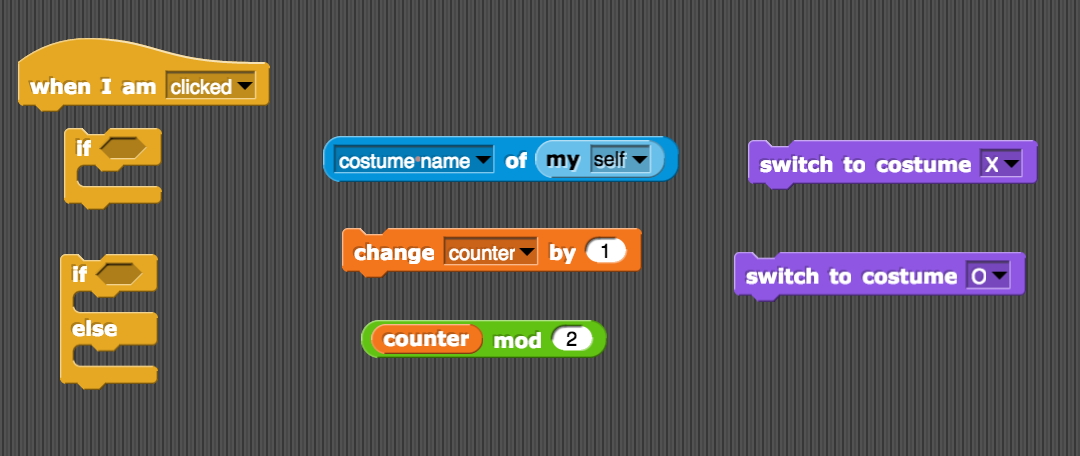 when I am clicked
if
costume name of my self
switch to costume X
change counter by 1
if
else
switch to costume O
counter mod 2